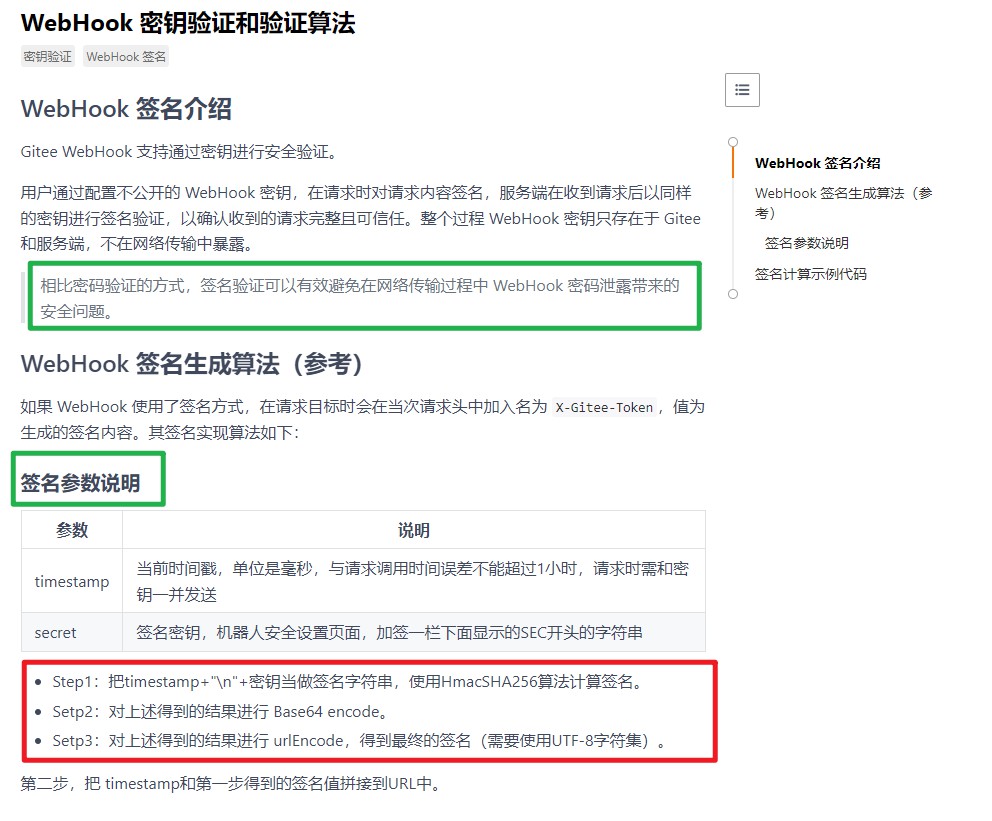 WebHook 密钥验证和验证算法
密钥验证 WebHook 签名
WebHook 签名介绍
Gitee WebHook 支持通过密钥进行安全验证。
用户通过配置不公开的 WebHook 密钥，在请求时对请求内容签名，服务端在收到请求后以同样
的密钥进行签名验证，以确认收到的请求完整且可信任。整个过程 WebHook 密钥只存在于 Gitee
和服务端，不在网络传输中暴露。
相比密码验证的方式，签名验证可以有效避免在网络传输过程中 WebHook 密码泄露带来的
安全问题。
WebHook 签名生成算法（参考）
如果 WebHook 使用了签名方式，在请求目标时会在当次请求头中加入名为 X-Gitee-Token，值为
生成的签名内容。其签名实现算法如下：
签名参数说明
参数 说明
timestamp 当前时间戳，单位是毫秒，与请求调用时间误差不能超过1小时，请求时需和密
钥一并发送
secret 签名密钥，机器人安全设置页面，加签一栏下面显示的SEC开头的字符串
Step1：把timestamp+"\n"+密钥当做签名字符串，使用HmacSHA256算法计算签名。
Setp2：对上述得到的结果进行 Base64 encode。
Setp3：对上述得到的结果进行 urlEncode，得到最终的签名（需要使用UTF-8字符集）。
第二步，把 timestamp和第一步得到的签名值拼接到URL中。
WebHook 签名介绍
WebHook 签名生成算法（参
考）
签名参数说明
签名计算示例代码